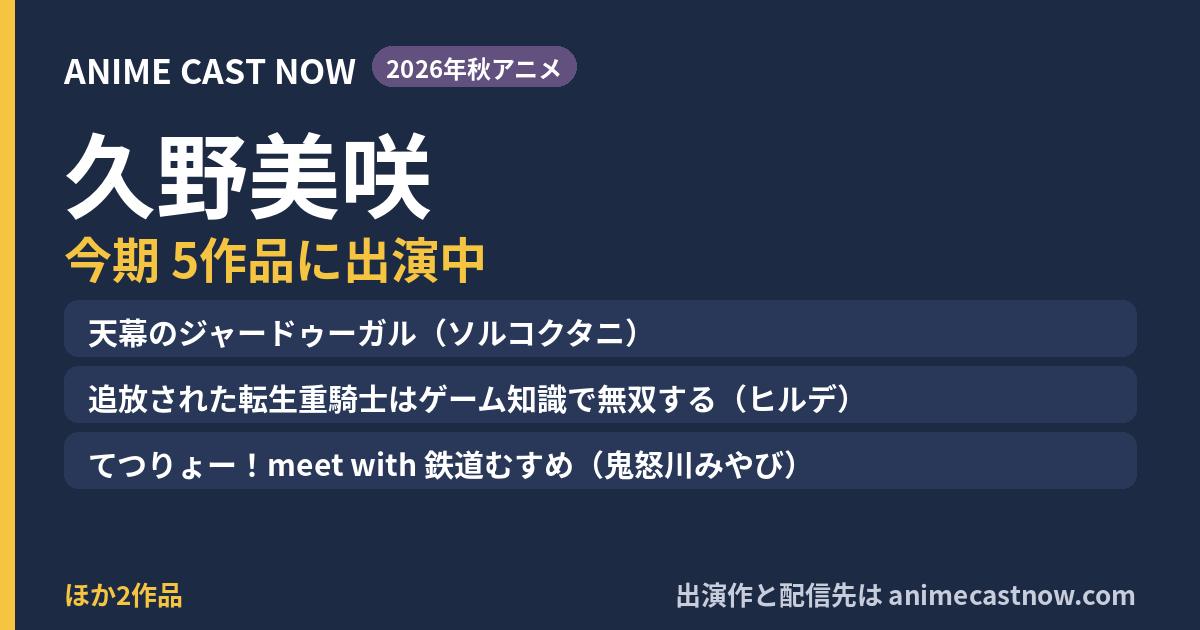 ANIME CAST NOW 2026年秋アニメ
久野美咲
今期 5作品に出演中
天幕のジャードゥーガル（ソルコクタニ）
追放された転生重騎士はゲーム知識で無双する（ヒルデ）
てつりょー！meet with 鉄道むすめ（鬼怒川みやび）
ほか2作品
出演作と配信先は animecastnow.com